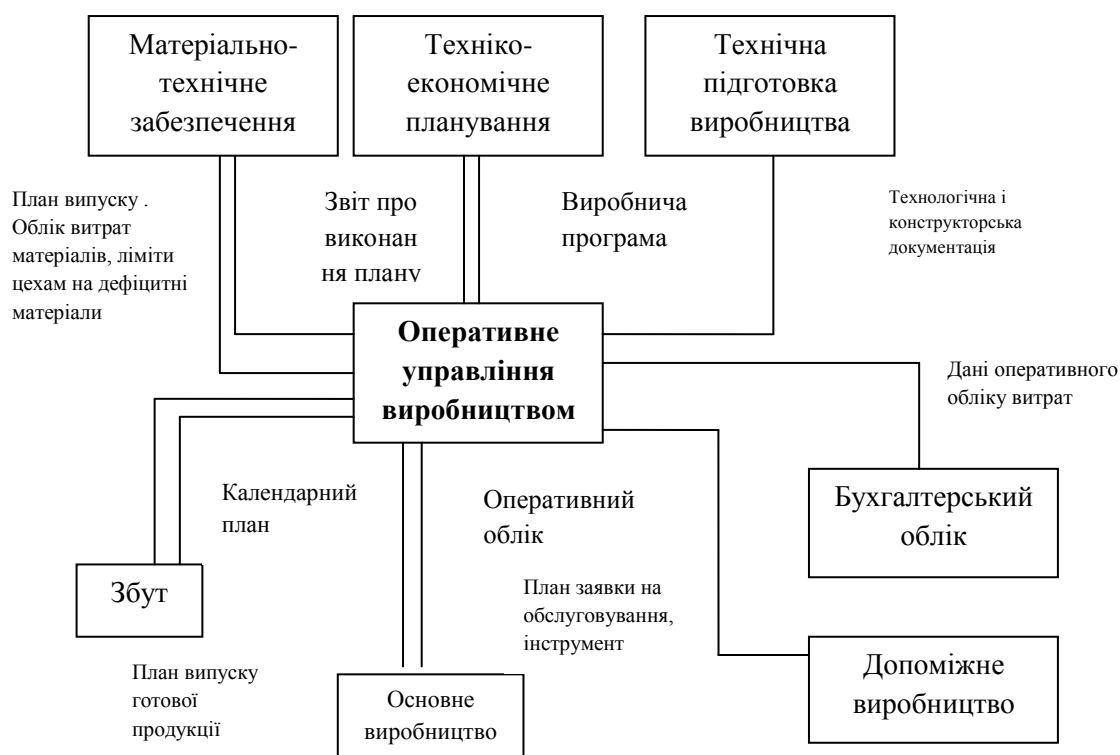 Матеріально-
технічне
забезпечення
Техніко-
економічне
планування
Технічна
підготовка
виробництва
План випуску .
Облік витрат
матеріалів, ліміти
цехам на дефіцитні
матеріали
Звіт про
виконан
ня плану
Виробнича
програма
Технологічна і
конструкторська
документація
Оперативне
управління
виробництвом
Дані оперативного
обліку витрат
Календарний
план
Оперативний
облік
Бухгалтерський
облік
Збут
План заявки на
обслуговування,
інструмент
План випуску
готової
продукції
Основне
виробництво
Допоміжне
виробництво